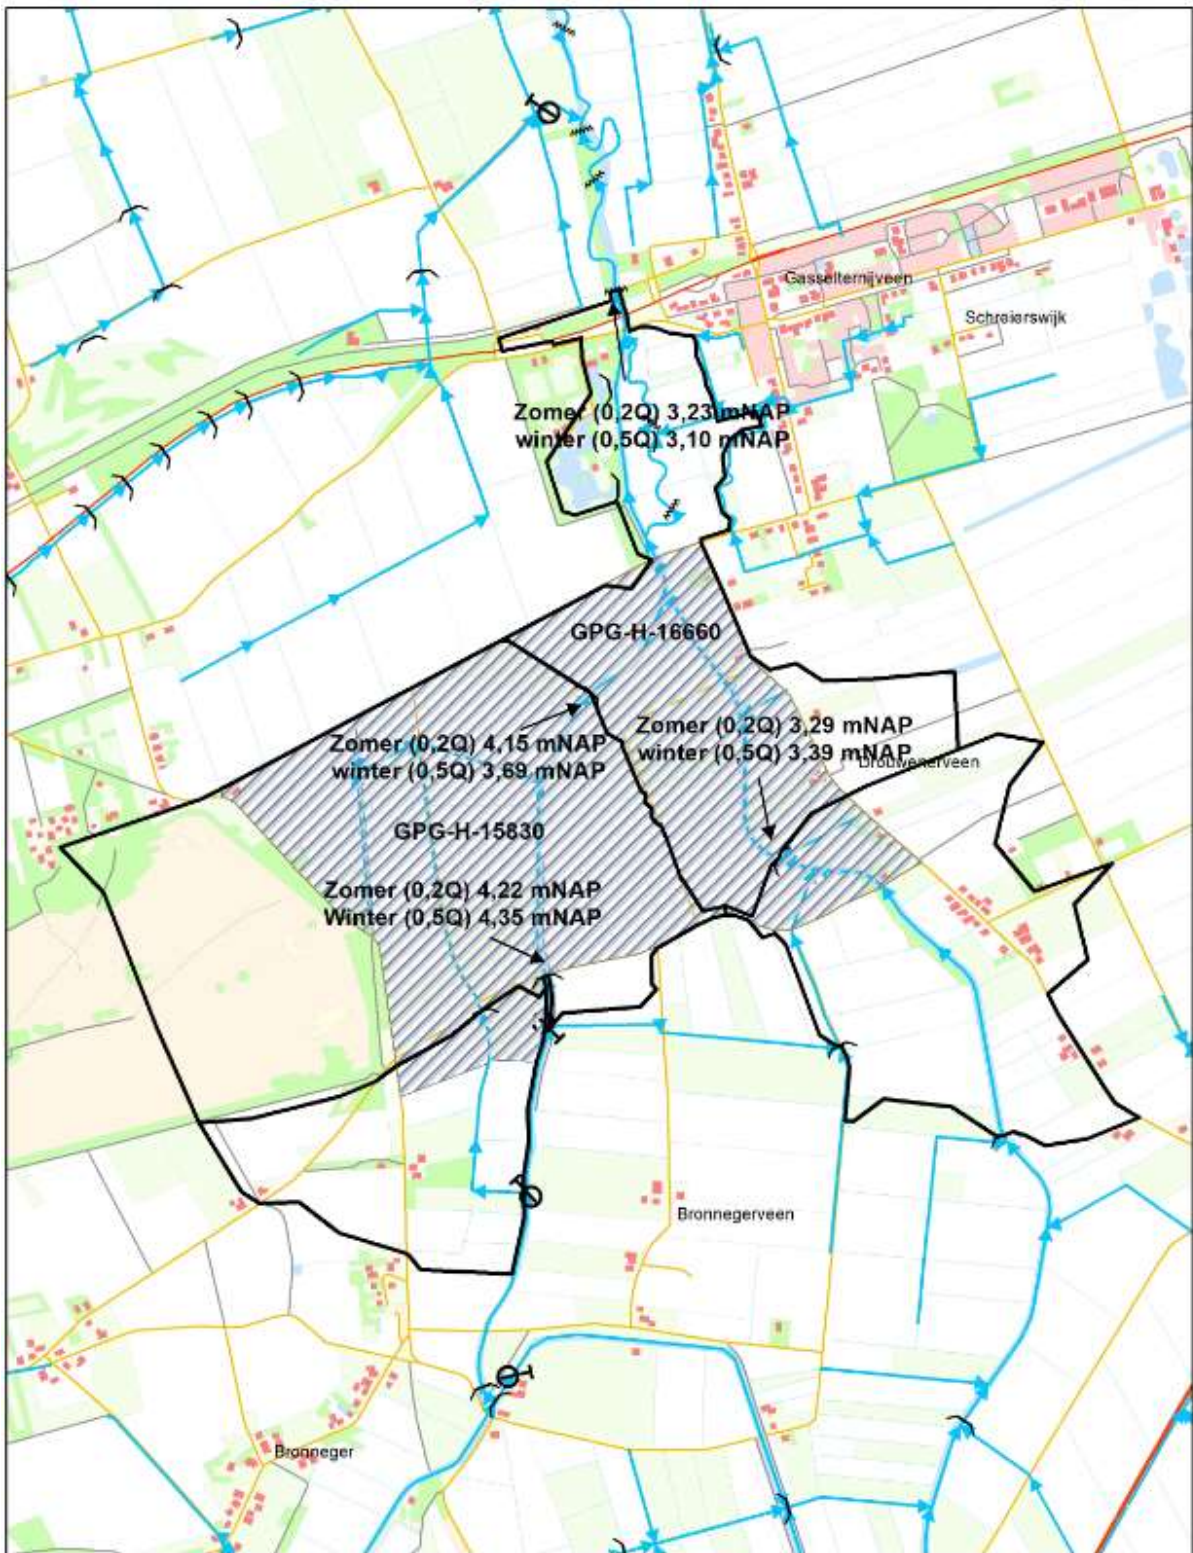 Gasselternijveen
Schreierswijk
Zomer (0,2Q) 3,23 mNAP
winter (0,5Q) 3,10 mNAP
GPG-H-16660
Zomer (0,2Q) 3,29 mNAP
winter (0,5Q) 3,39 mNAP
Zomer (0,2Q) 4,15 mNAP
winter (0,5Q) 3,69 mNAP
Drouwenerveen
GPG-H-15830
Zomer (0,2Q) 4,22 mNAP
Winter (0,5Q) 4,35 mNAP
Bronnegerveen
Bronneger